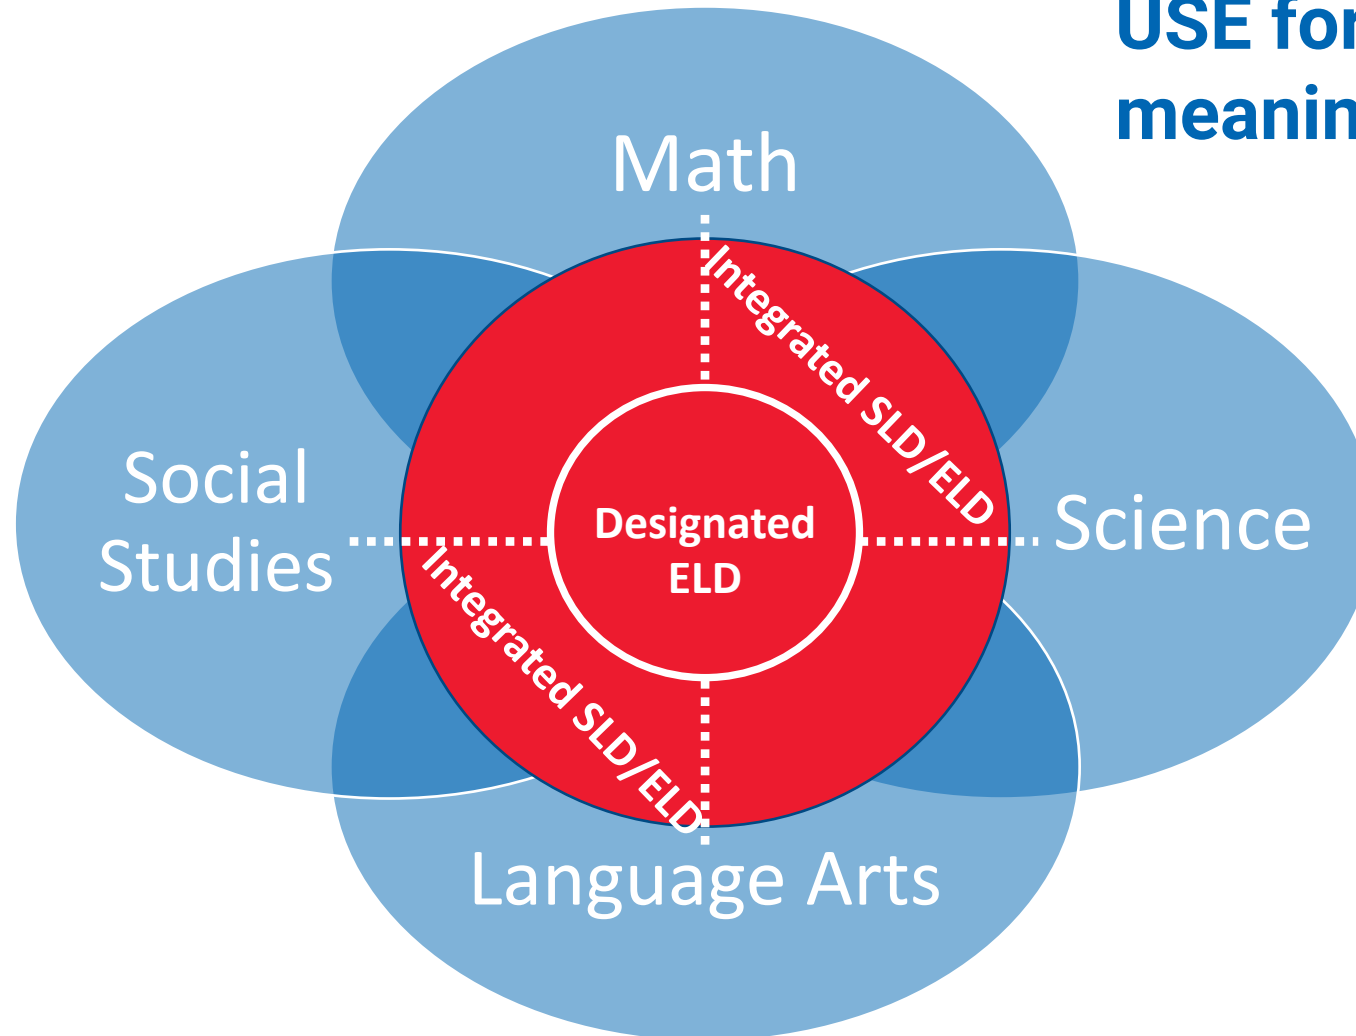 USE for
meanin
Math
Integrated SLD/ELD
Social
Studies
Designated
ELD
Science
Integrated SLD/ELD
Language Arts